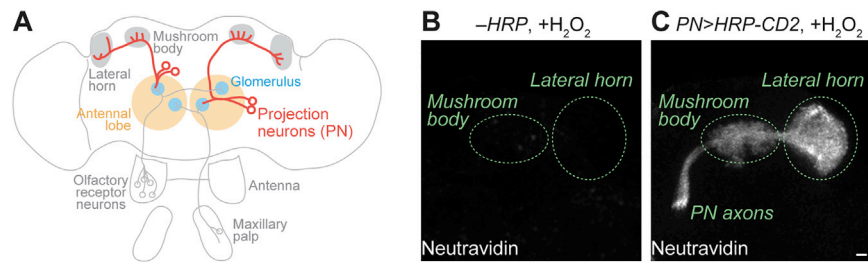 A
Mushroom
body
Lateral
horn
Glomerulus
Antennal
lobe
Projection
neurons (PN)
Olfactory
receptor
neurons
Antenna
Maxillary
palp
B
–HRP, +H₂O₂
Lateral horn
Mushroom
body
Neutravidin
C
PN>HRP-CD2, +H₂O₂
Lateral horn
Mushroom
body
PN axons
Neutravidin